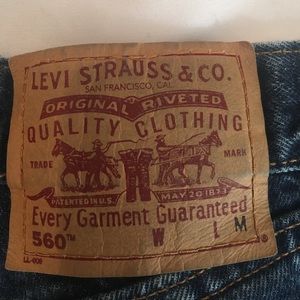 LEVI STRAUSS & CO.
SAN FRANCISCO, CAL.
ORIGINAL RIVETED
QUALITY CLOTHING
TRADE MARK
PATENTED IN U.S. MAY 20 1873
Every Garment Guaranteed
560™ W L M
®